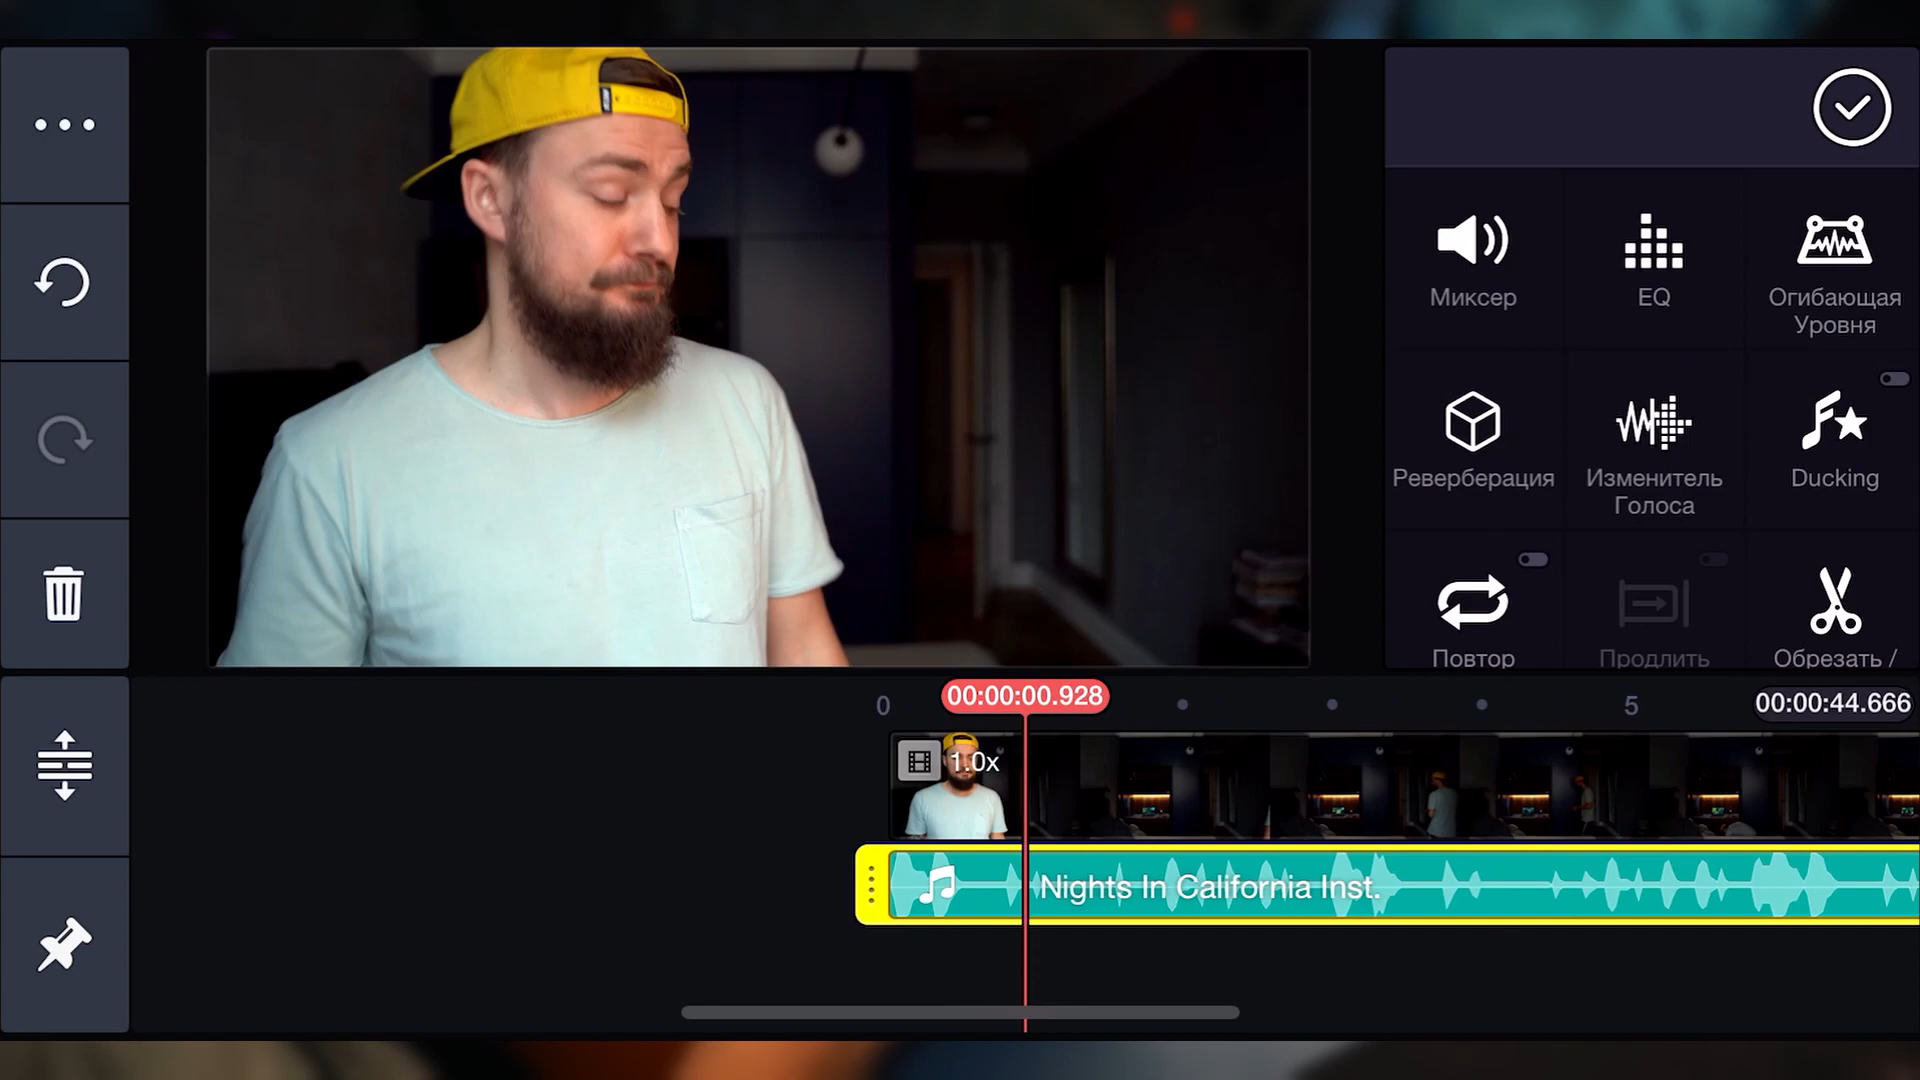 Миксер
EQ
Огибающая
Уровня
Реверберация
Изменитель
Голоса
Ducking
Повтор
Продлить
Обрезать /
0
00:00:00.928
5
00:00:44.666
1.0x
Nights In California Inst.